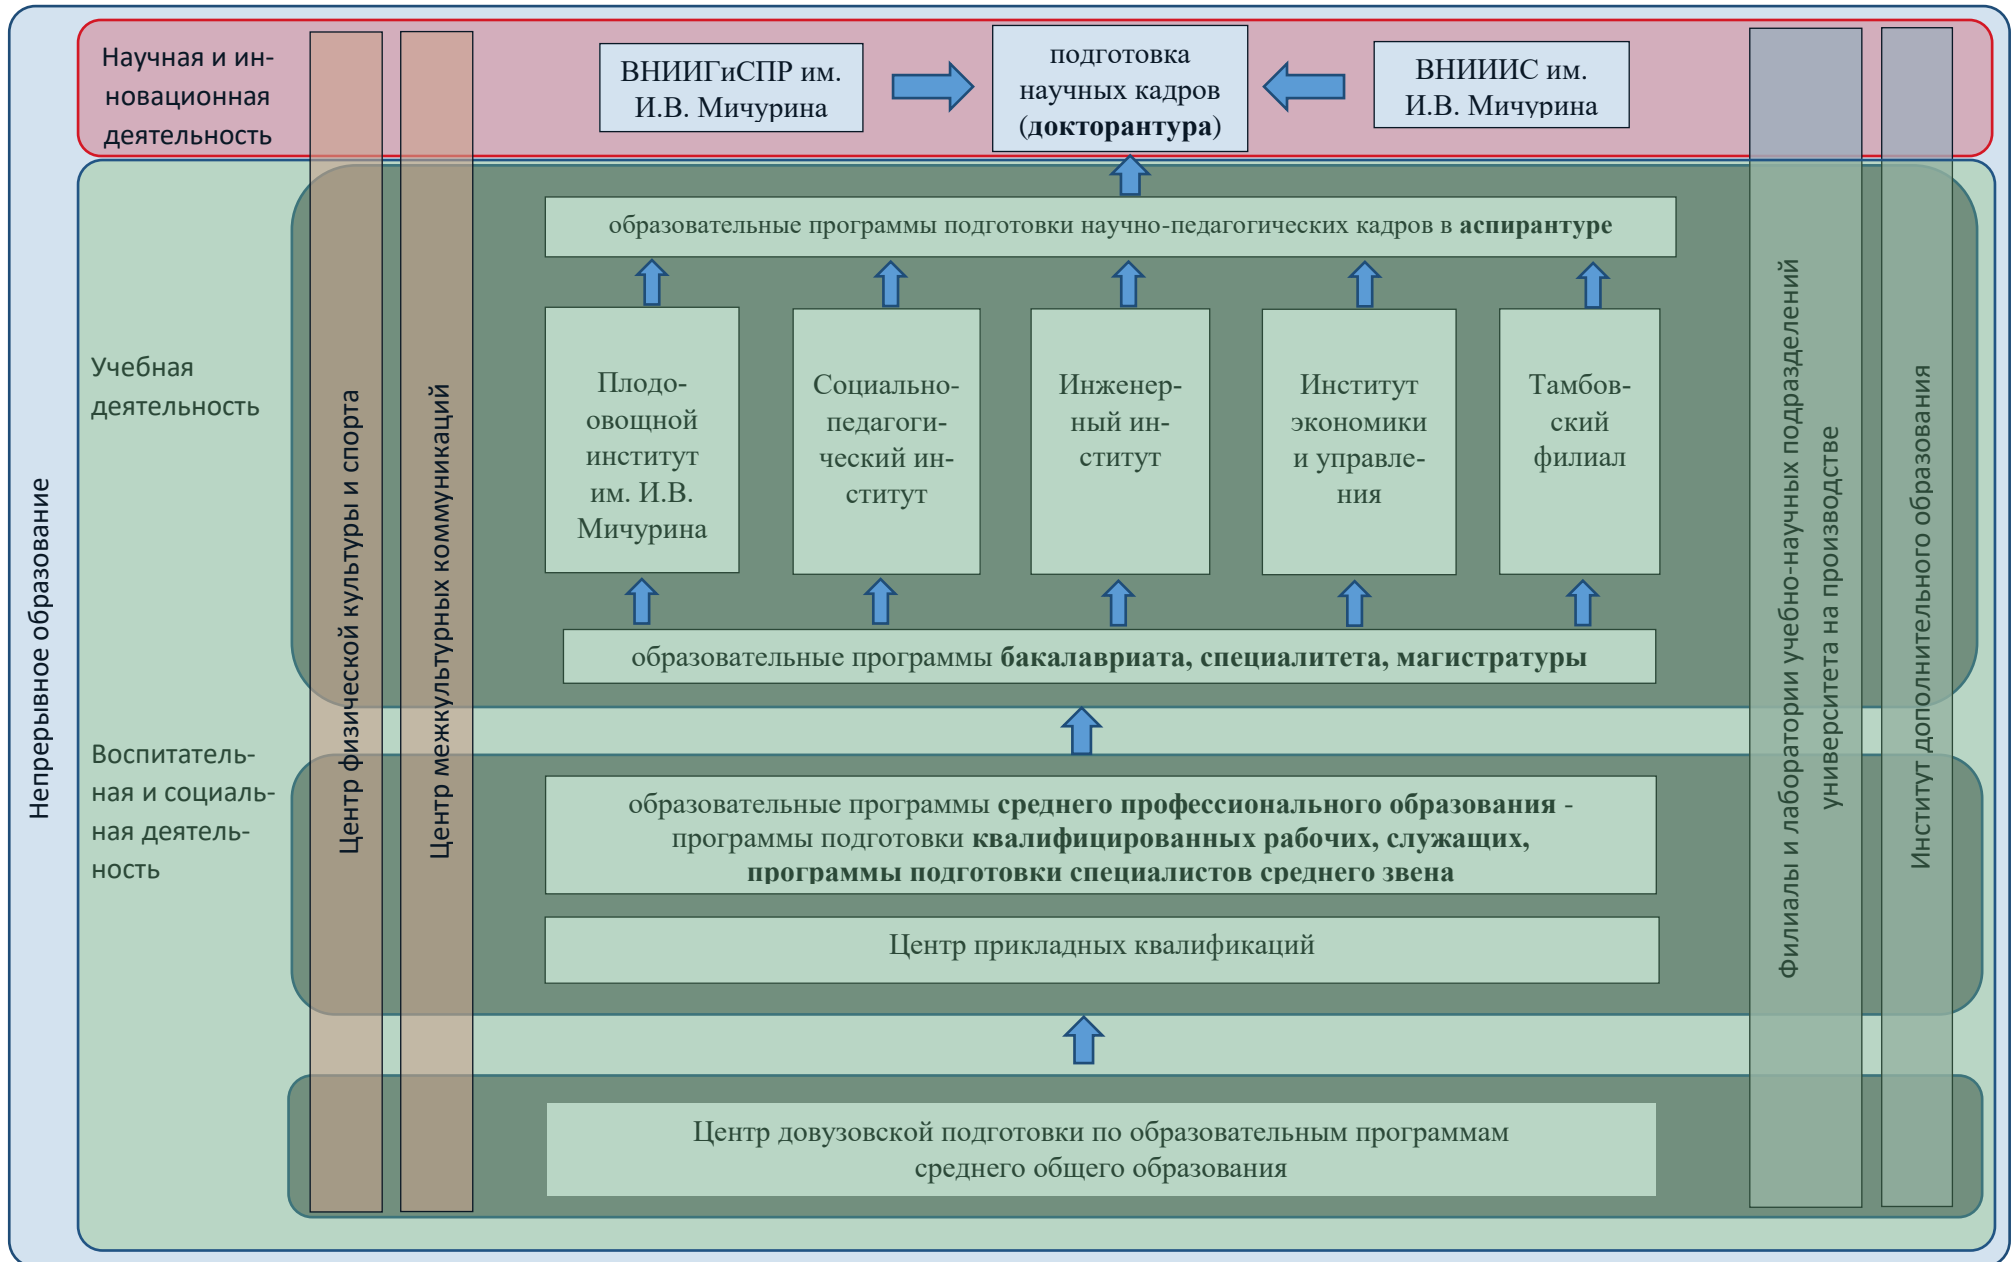 Научная и ин-
новационная
деятельность
ВНИИГиСПР им.
И.В. Мичурина
подготовка
научных кадров
(докторантура)
ВНИИИС им.
И.В. Мичурина
образовательные программы подготовки научно-педагогических кадров в аспирантуре
Учебная
деятельность
Плодо-
овощной
институт
им. И.В.
Мичурина
Социально-
педагоги-
ческий ин-
ститут
Инженер-
ный ин-
ститут
Институт
экономики
и управле-
ния
Тамбов-
ский
филиал
образовательные программы бакалавриата, специалитета, магистратуры
Воспитатель-
ная и социаль-
ная деятель-
ность
образовательные программы среднего профессионального образования -
программы подготовки квалифицированных рабочих, служащих,
программы подготовки специалистов среднего звена
Центр прикладных квалификаций
Центр довузовской подготовки по образовательным программам
среднего общего образования
Непрерывное образование
Центр физической культуры и спорта
Центр межкультурных коммуникаций
Филиалы и лаборатории учебно-научных подразделений
университета на производстве
Институт дополнительного образования